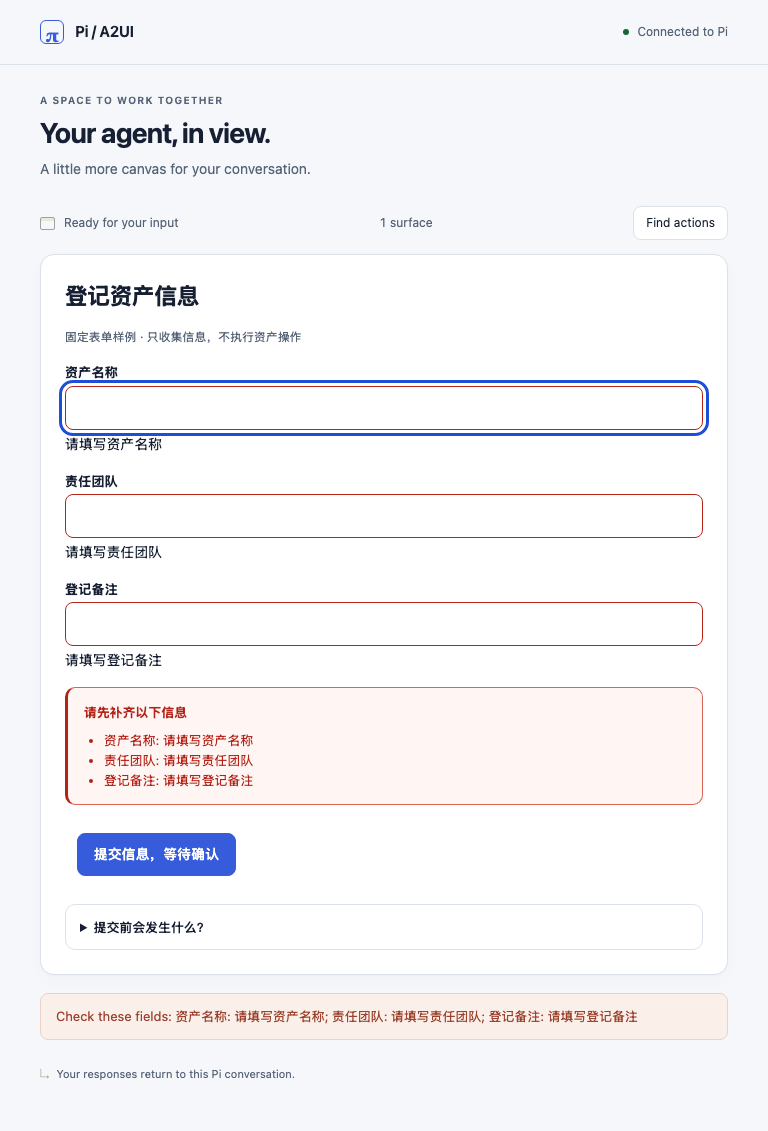 π Pi / A2UI
Connected to Pi
A SPACE TO WORK TOGETHER
Your agent, in view.
A little more canvas for your conversation.
Ready for your input
1 surface
Find actions
登记资产信息
固定表单样例 · 只收集信息，不执行资产操作
资产名称
请填写资产名称
责任团队
请填写责任团队
登记备注
请填写登记备注
请先补齐以下信息
• 资产名称: 请填写资产名称
• 责任团队: 请填写责任团队
• 登记备注: 请填写登记备注
提交信息，等待确认
提交前会发生什么?
Check these fields: 资产名称: 请填写资产名称; 责任团队: 请填写责任团队; 登记备注: 请填写登记备注
Your responses return to this Pi conversation.